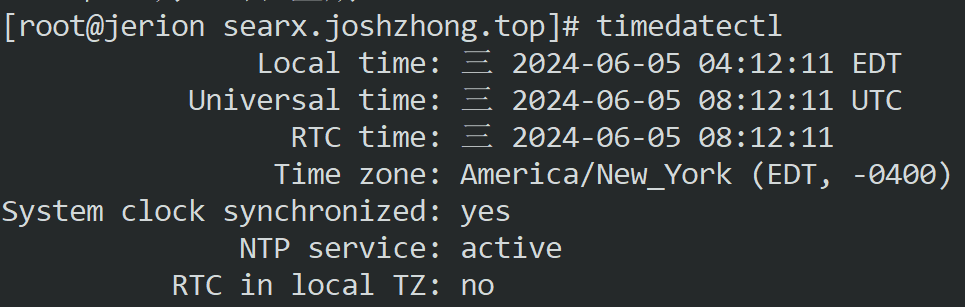 [root@jerion searx.joshzhong.top]# timedatectl
Local time: 三 2024-06-05 04:12:11 EDT
Universal time: 三 2024-06-05 08:12:11 UTC
RTC time: 三 2024-06-05 08:12:11
Time zone: America/New_York (EDT, -0400)
System clock synchronized: yes
NTP service: active
RTC in local TZ: no